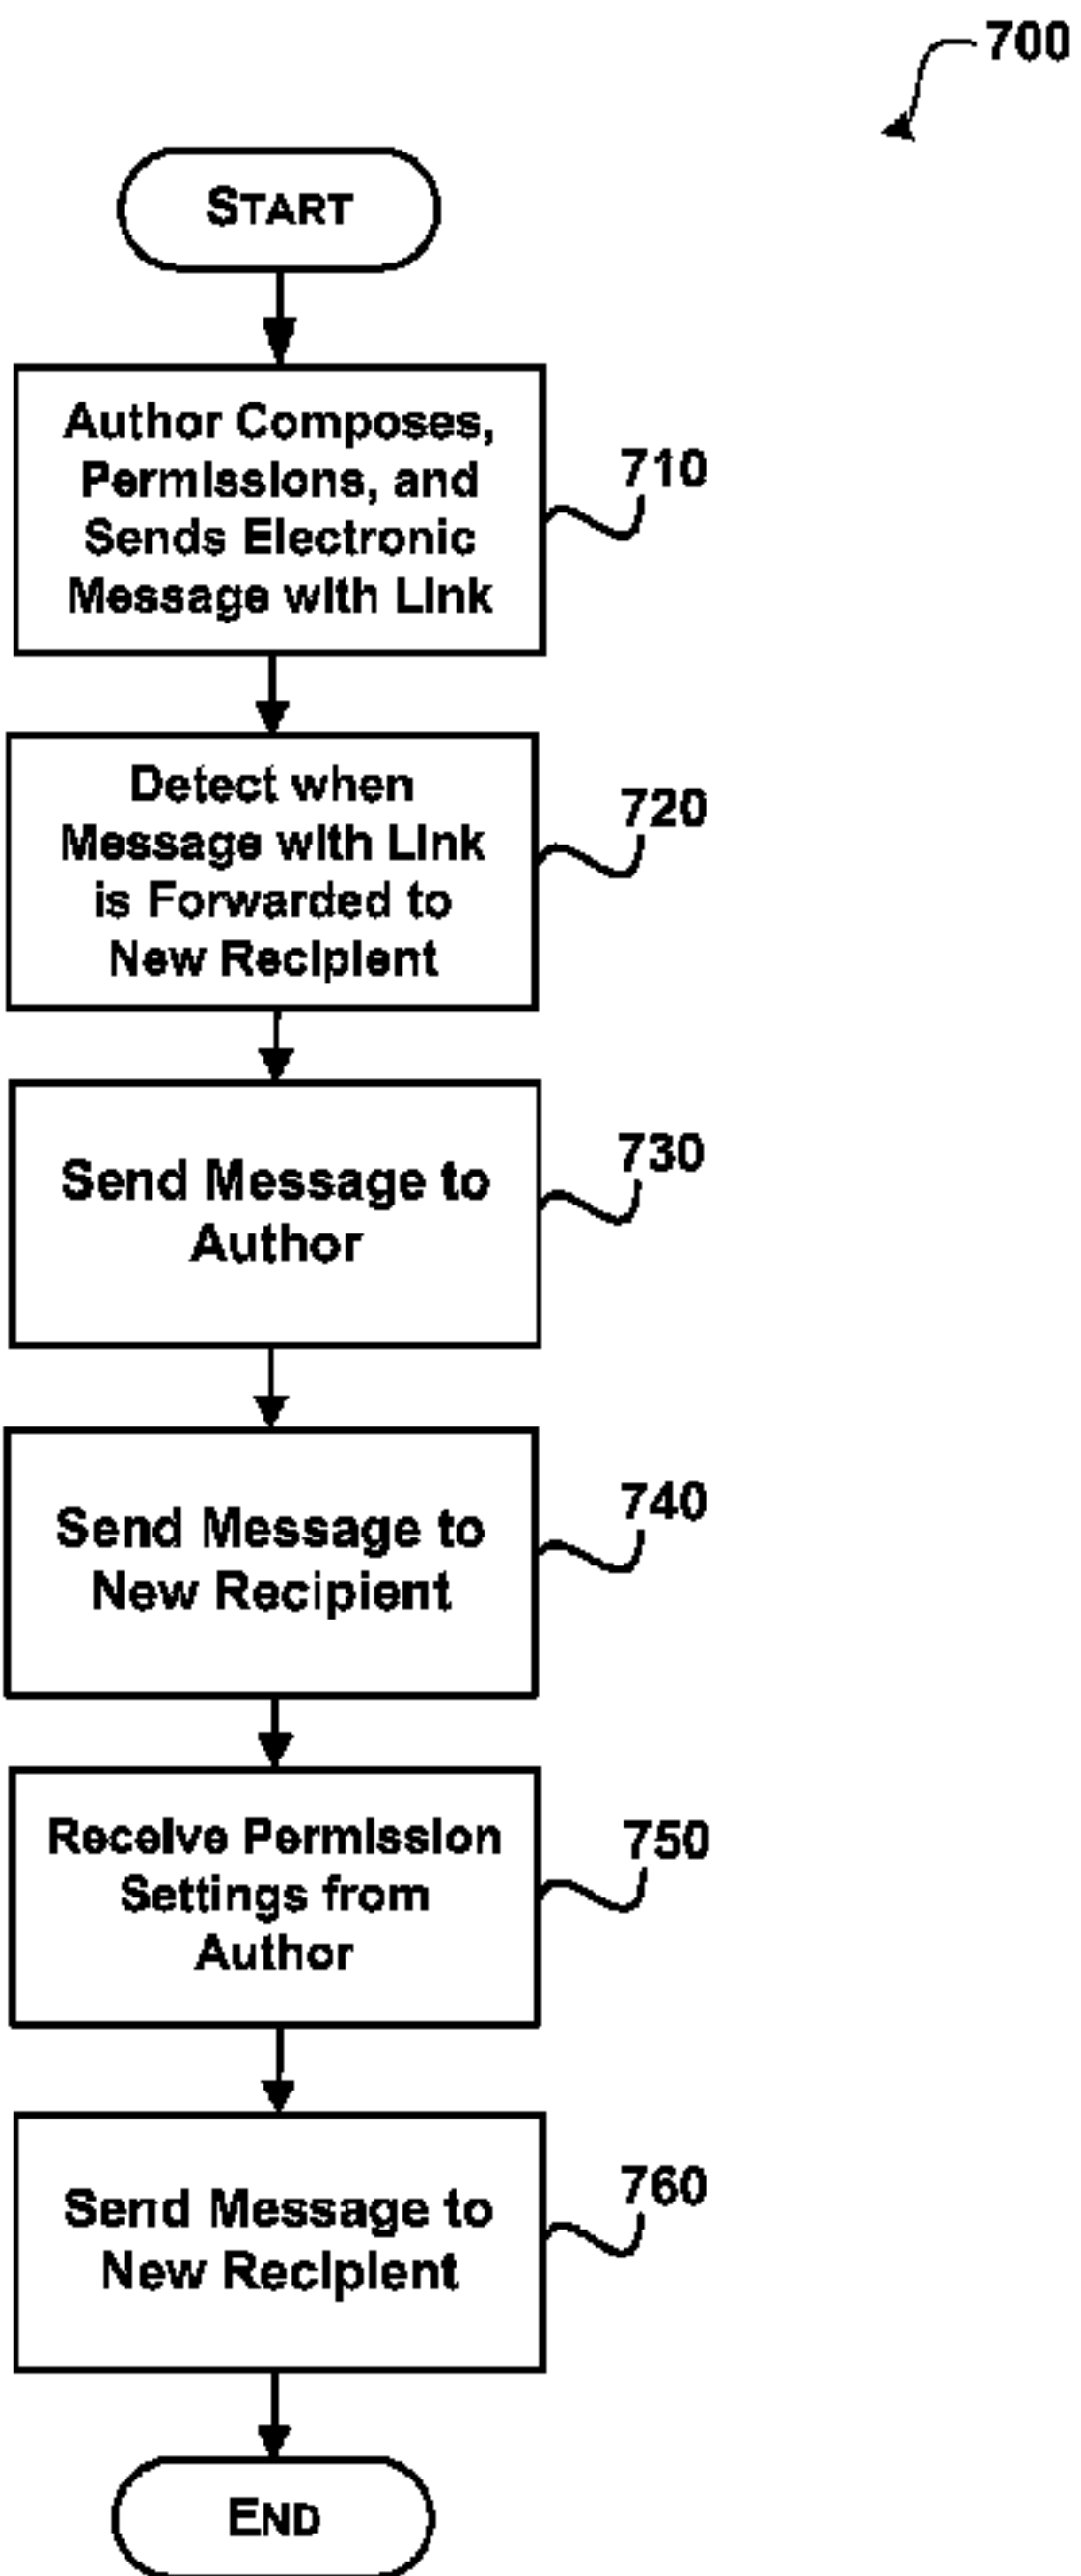 700
START
Author Composes,
Permissions, and
Sends Electronic
Message with Link
710
Detect when
Message with Link
is Forwarded to
New Recipient
720
Send Message to
Author
730
Send Message to
New Recipient
740
Receive Permission
Settings from
Author
750
Send Message to
New Recipient
760
END